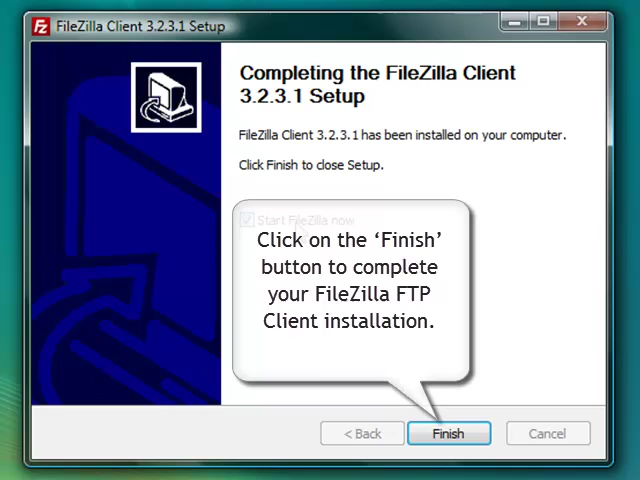 FileZilla Client 3.2.3.1 Setup
Completing the FileZilla Client
3.2.3.1 Setup
FileZilla Client 3.2.3.1 has been installed on your computer.
Click Finish to close Setup.
Start FileZilla now
Click on the ‘Finish’
button to complete
your FileZilla FTP
Client installation.
< Back
Finish
Cancel